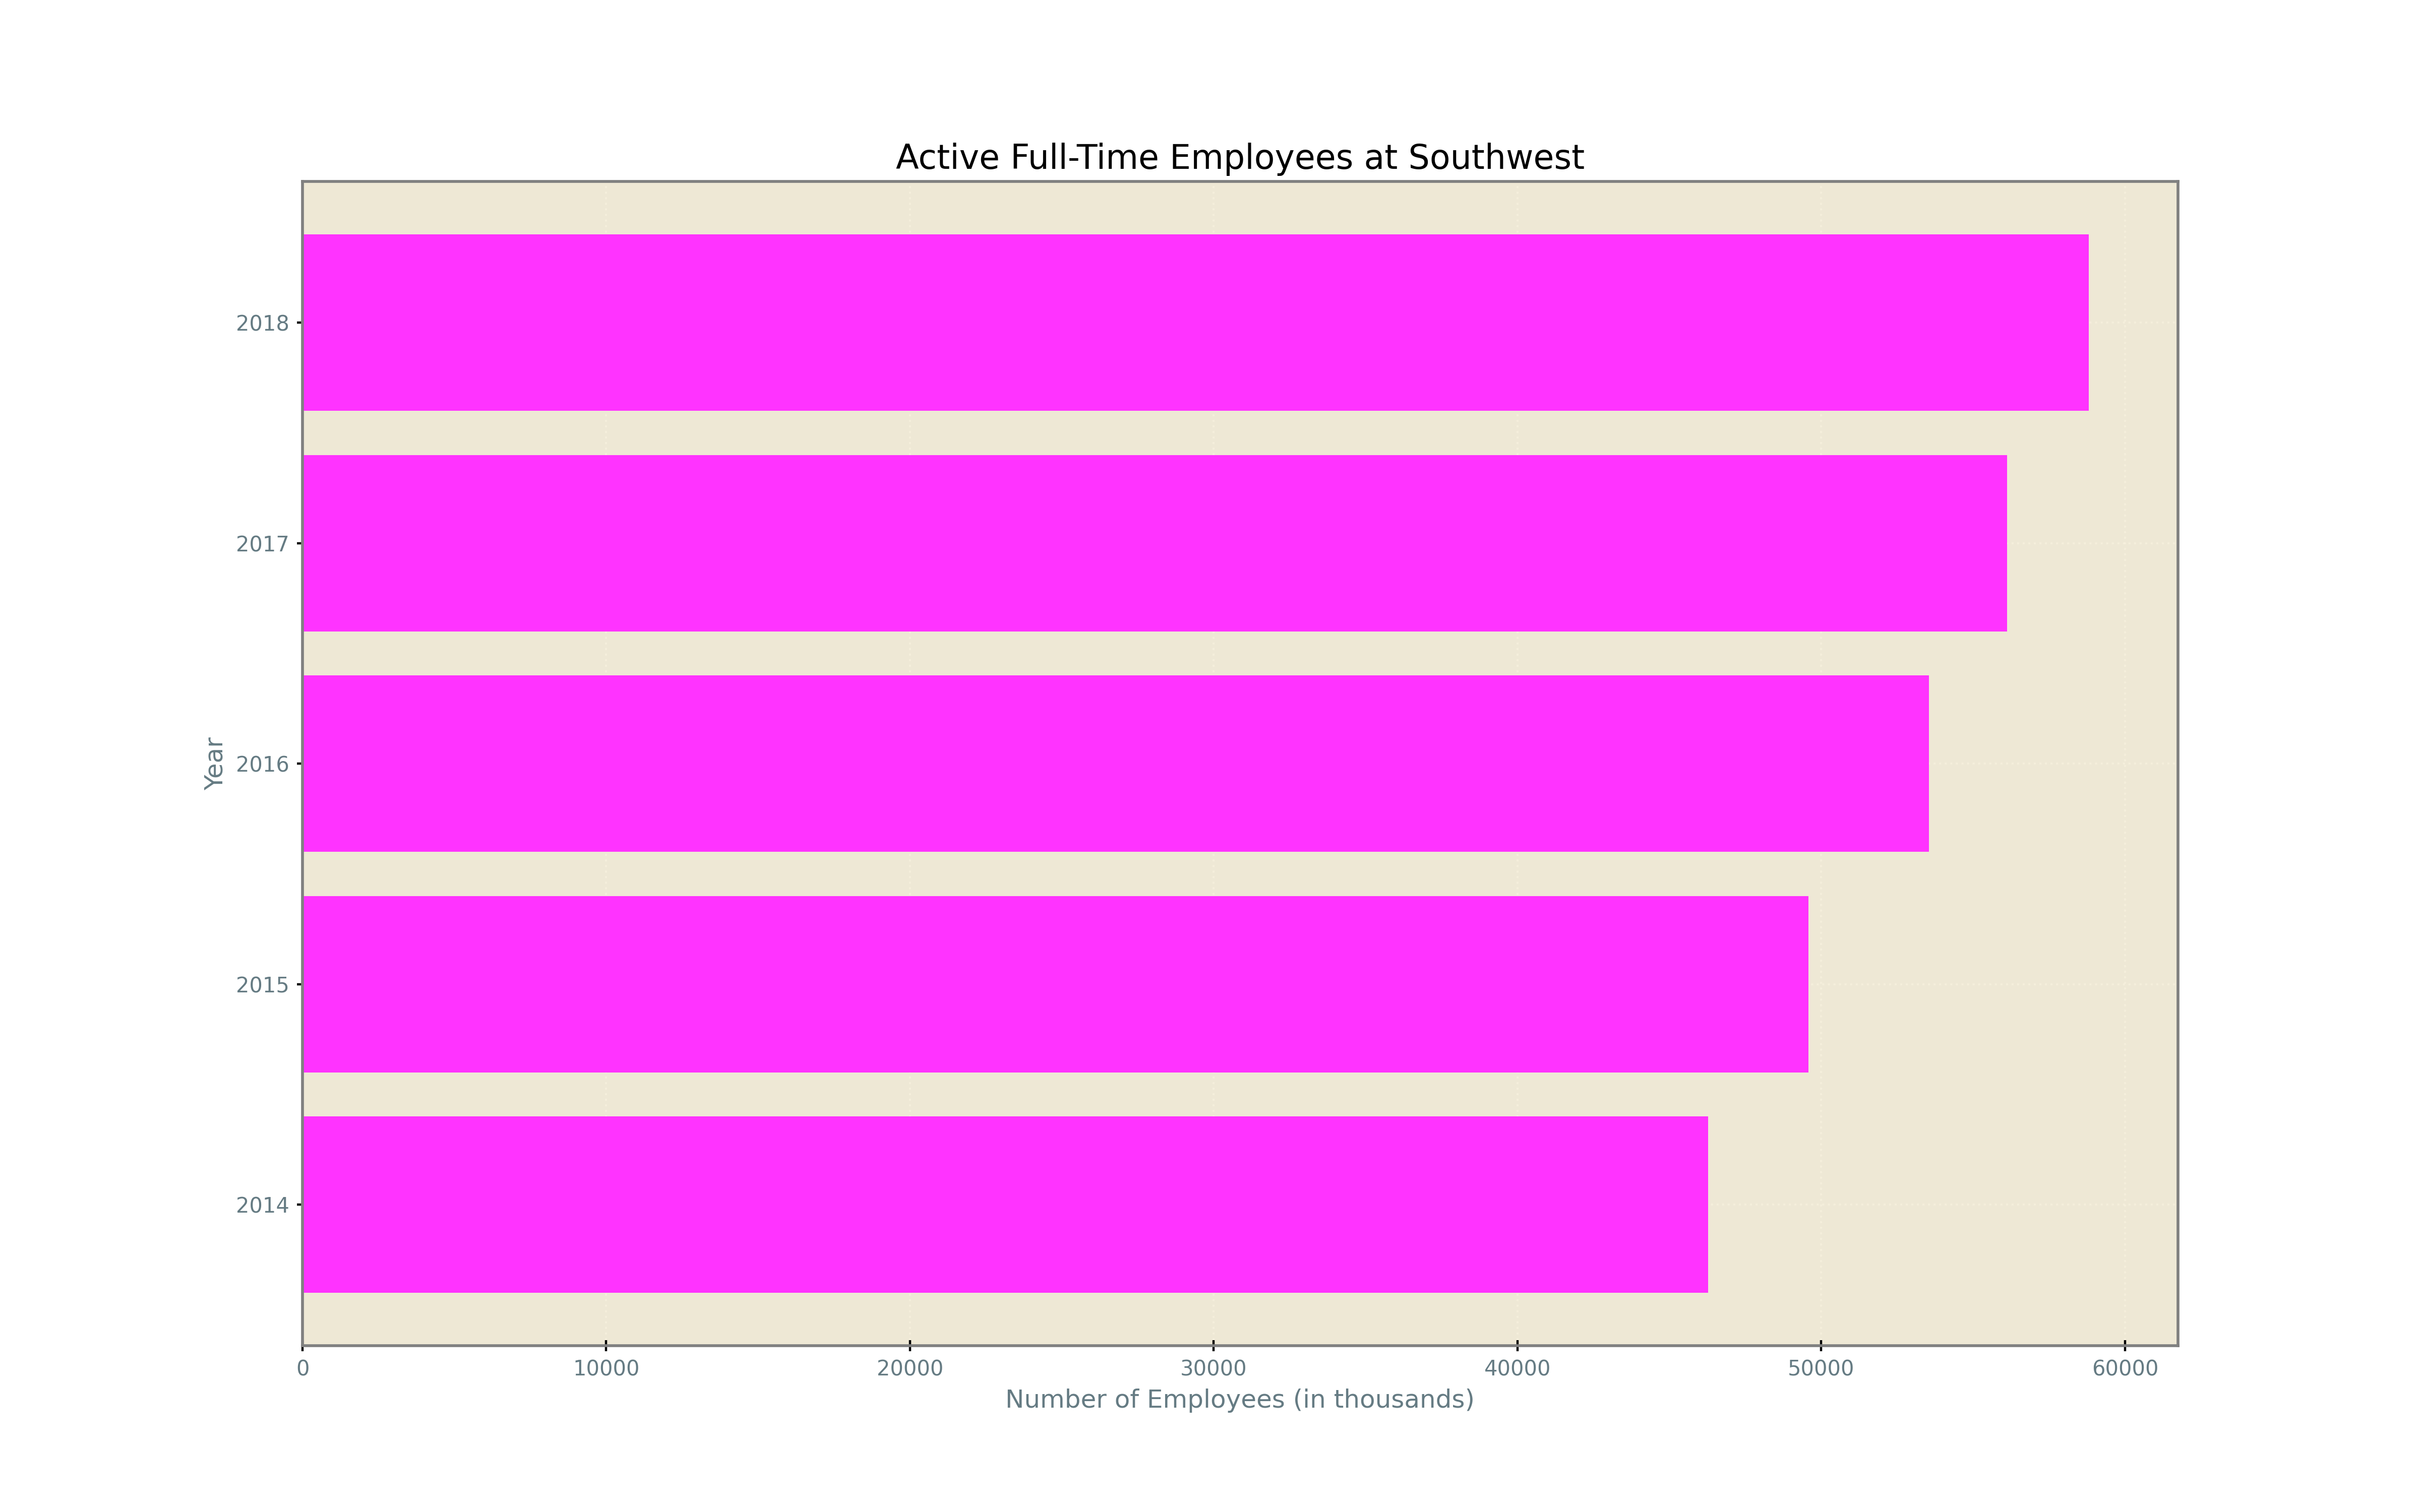 Active Full-Time Employees at Southwest
2018
2017
2016
2015
2014
Year
0 10000 20000 30000 40000 50000 60000
Number of Employees (in thousands)